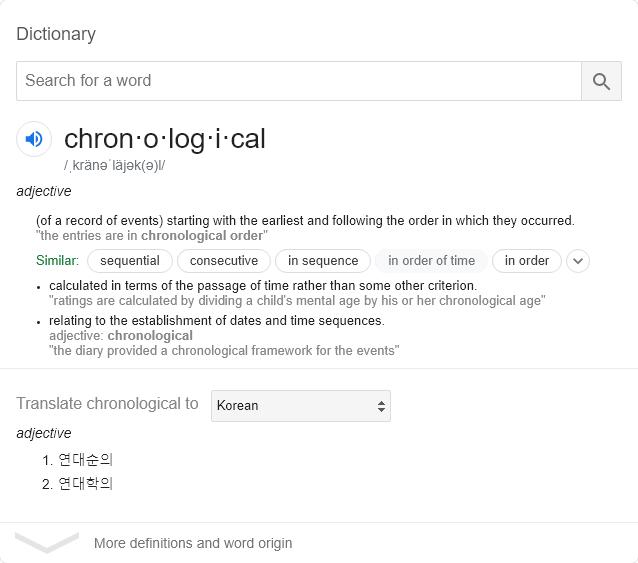 Dictionary
Search for a word
chron·o·log·i·cal
/ˌkränəˈläjək(ə)l/
adjective
(of a record of events) starting with the earliest and following the order in which they occurred.
"the entries are in chronological order"
Similar: sequential consecutive in sequence in order of time in order
• calculated in terms of the passage of time rather than some other criterion.
"ratings are calculated by dividing a child's mental age by his or her chronological age"
• relating to the establishment of dates and time sequences.
adjective: chronological
"the diary provided a chronological framework for the events"
Translate chronological to Korean
adjective
1. 연대순의
2. 연대학의
More definitions and word origin